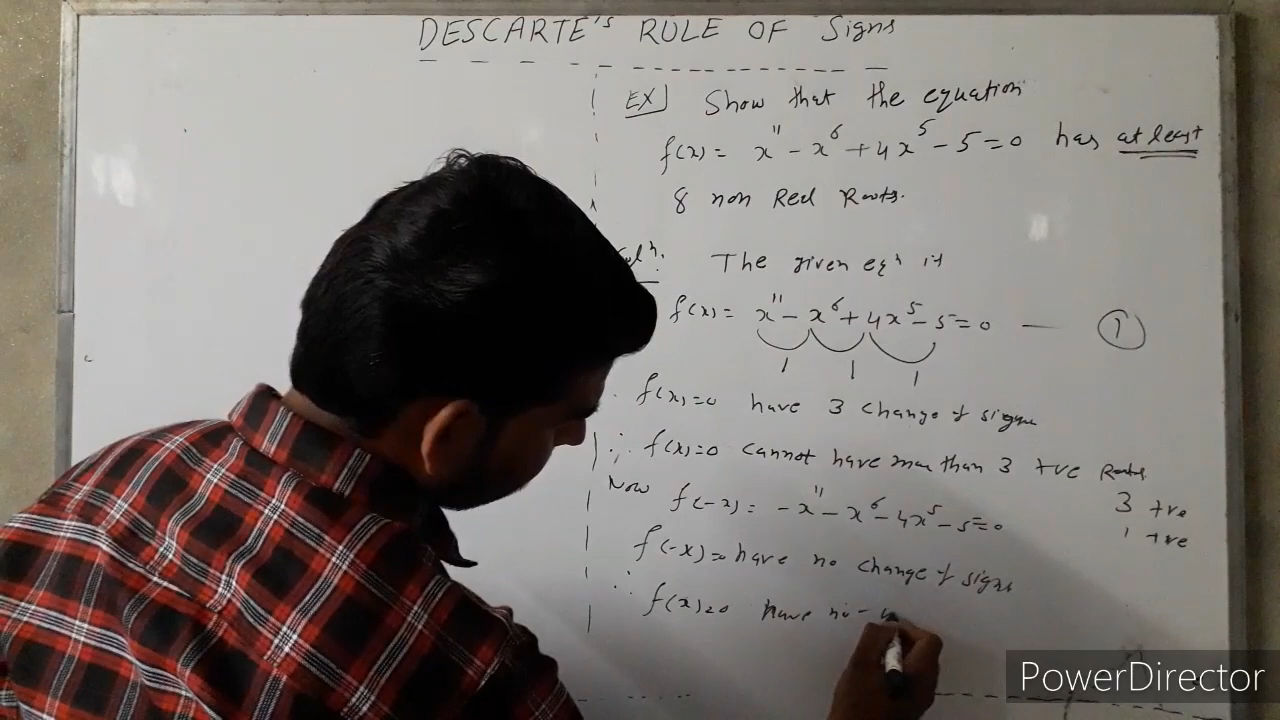 DESCARTE's RULE OF Signs
EX] Show that the equation
f(x) = x¹¹ - x⁶ + 4x⁵ - 5 = 0 has at least
8 non Real Roots.
Solⁿ. The given eqⁿ is
f(x) = x¹¹ - x⁶ + 4x⁵ - 5 = 0 — ①
1 1 1
f(x)=0 have 3 change of signs
∴ f(x)=0 cannot have more than 3 +ve Roots
3 +ve
1 +ve
Now f(-x) = -x¹¹ - x⁶ - 4x⁵ - 5 = 0
f(-x)=0 have no change of signs
∴ f(x)=0 have no -v
PowerDirector